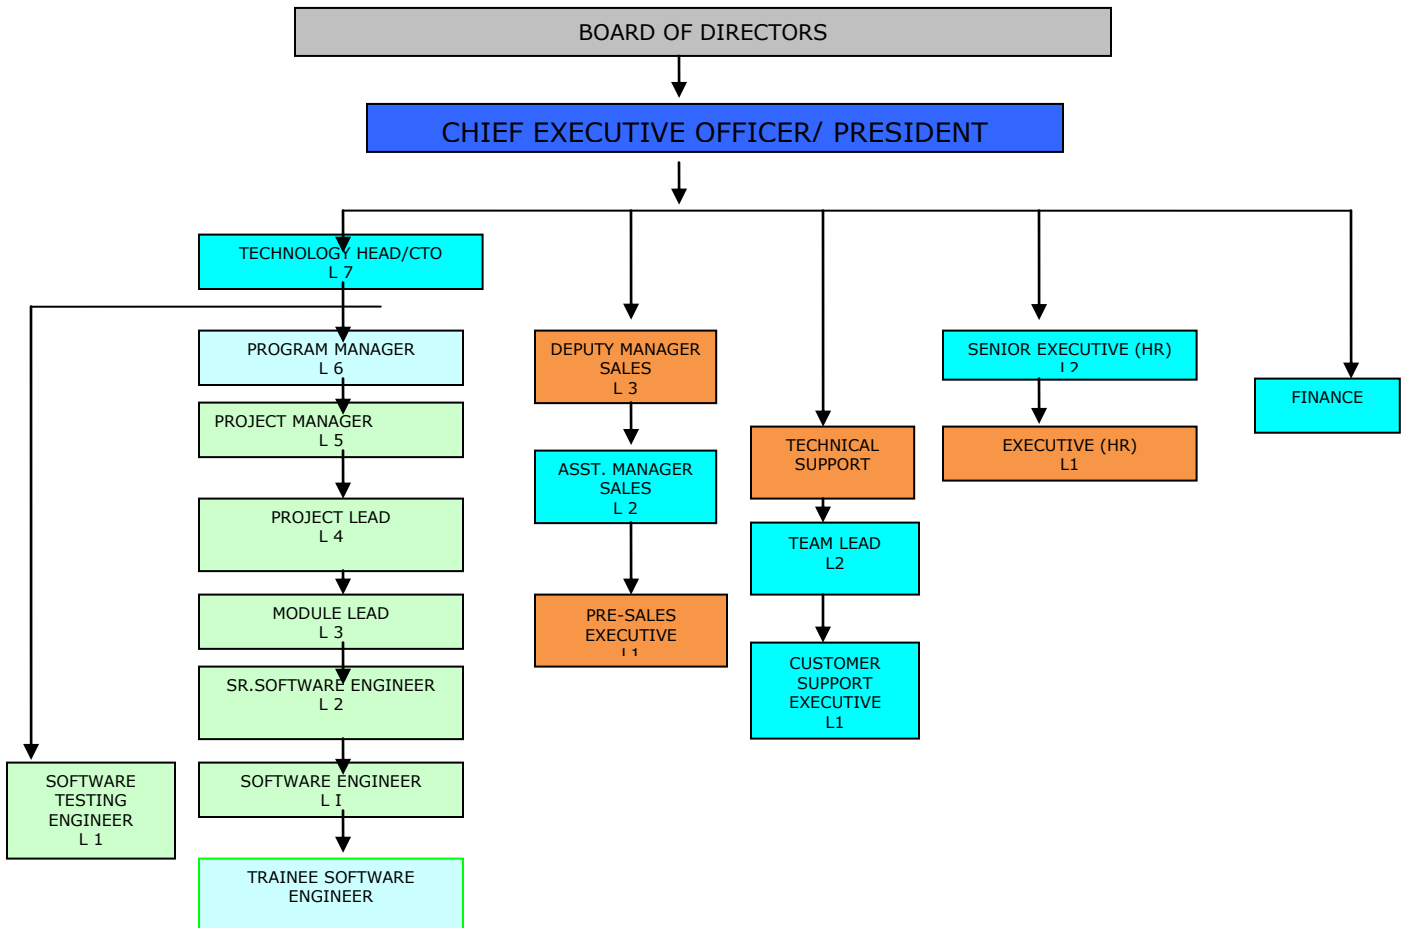 BOARD OF DIRECTORS
CHIEF EXECUTIVE OFFICER/ PRESIDENT
TECHNOLOGY HEAD/CTO
L 7
PROGRAM MANAGER
L 6
PROJECT MANAGER
L 5
PROJECT LEAD
L 4
MODULE LEAD
L 3
SR.SOFTWARE ENGINEER
L 2
SOFTWARE ENGINEER
L I
TRAINEE SOFTWARE
ENGINEER
SOFTWARE
TESTING
ENGINEER
L 1
DEPUTY MANAGER
SALES
L 3
ASST. MANAGER
SALES
L 2
PRE-SALES
EXECUTIVE
L1
TECHNICAL
SUPPORT
TEAM LEAD
L2
CUSTOMER
SUPPORT
EXECUTIVE
L1
SENIOR EXECUTIVE (HR)
L2
EXECUTIVE (HR)
L1
FINANCE